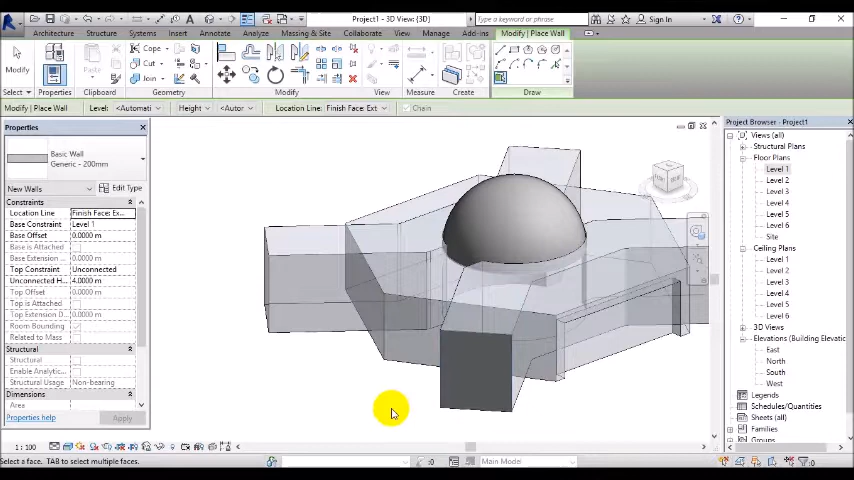 Project1 - 3D View: {3D}
Type a keyword or phrase
Sign In
Architecture Structure Systems Insert Annotate Analyze Massing & Site Collaborate View Manage Add-ins Modify | Place Wall
Modify
Cope
Cut
Join
Paste
Select Properties Clipboard Geometry Modify View Measure Create Draw
Modify | Place Wall Level: <Automati Height <Autor Location Line: Finish Face: Ext Chain
Properties
Basic Wall
Generic - 200mm
New Walls Edit Type
Constraints
Location Line Finish Face: Ex...
Base Constraint Level 1
Base Offset 0.0000 m
Base is Attached
Base Extension ... 0.0000 m
Top Constraint Unconnected
Unconnected H... 4.0000 m
Top Offset 0.0000 m
Top is Attached
Top Extension D... 0.0000 m
Room Bounding
Related to Mass
Structural
Structural
Enable Analytic...
Structural Usage Non-bearing
Dimensions
Area
Properties help Apply
Project Browser - Project1
Views (all)
Structural Plans
Floor Plans
Level 1
Level 2
Level 3
Level 4
Level 5
Level 6
Site
Ceiling Plans
Level 1
Level 2
Level 3
Level 4
Level 5
Level 6
3D Views
Elevations (Building Elevatio
East
North
South
West
Legends
Schedules/Quantities
Families
Groups
1 : 100
Select a face. TAB to select multiple faces.
:0
Main Model
:0